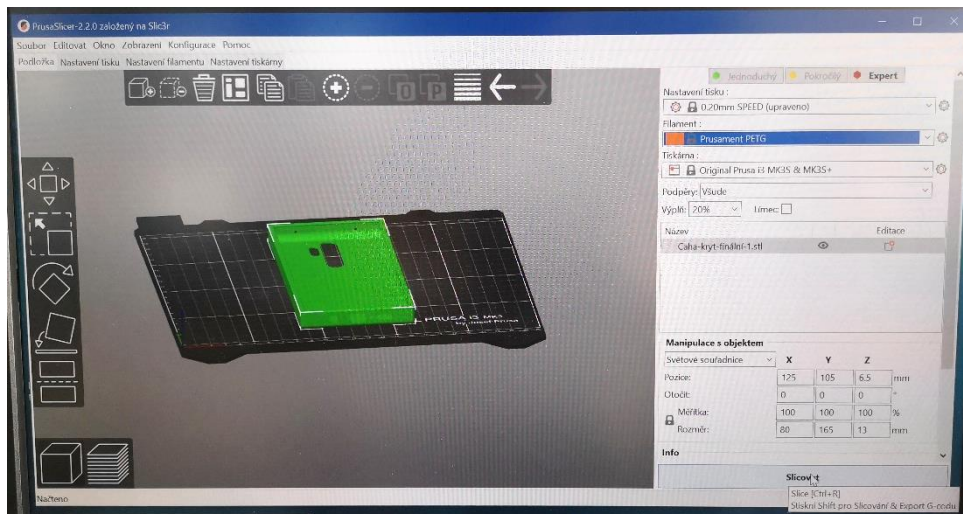 PrusaSlicer-2.2.0 založený na Slic3r
Soubor Editovat Okno Zobrazení Konfigurace Pomoc
Podložka Nastavení tisku Nastavení filamentu Nastavení tiskárny
Jednoduchý Pokročilý Expert
Nastavení tisku :
0.20mm SPEED (upraveno)
Filament :
Prusament PETG
Tiskárna :
Original Prusa i3 MK3S & MK3S+
Podpěry: Všude
Výplň: 20% Límec:
Název Editace
Caha-kryt-finální-1.stl
PRUSA i3 MK3
by Josef Prusa
Manipulace s objektem
Světové souřadnice X Y Z
Pozice: 125 105 6.5 mm
Otočit: 0 0 0 °
Měřítka: 100 100 100 %
Rozměr: 80 165 13 mm
Info
Slicovat
Slice [Ctrl+R]
Stiskni Shift pro Slicování & Export G-codu
Načteno